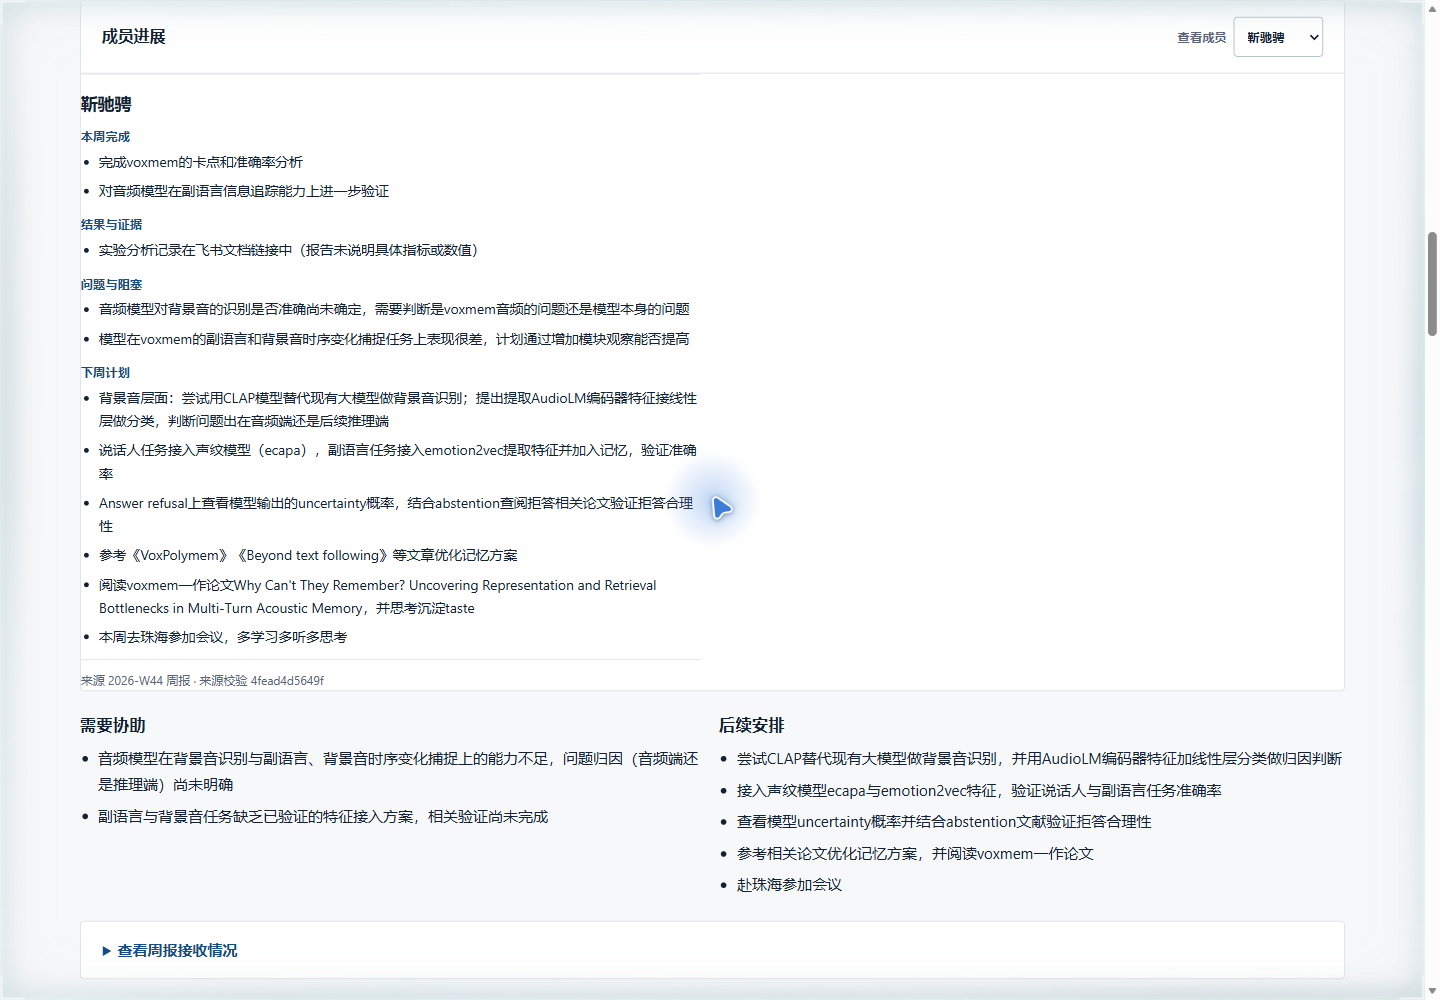 成员进展
查看成员
靳驰骋
靳驰骋
本周完成
完成voxmem的卡点和准确率分析
对音频模型在副语言信息追踪能力上进一步验证
结果与证据
实验分析记录在飞书文档链接中（报告未说明具体指标或数值）
问题与阻塞
音频模型对背景音的识别是否准确尚未确定，需要判断是voxmem音频的问题还是模型本身的问题
模型在voxmem的副语言和背景音时序变化捕捉任务上表现很差，计划通过增加模块观察能否提高
下周计划
背景音层面：尝试用CLAP模型替代现有大模型做背景音识别；提出提取AudioLM编码器特征接线性
层做分类，判断问题出在音频端还是后续推理端
说话人任务接入声纹模型（ecapa），副语言任务接入emotion2vec提取特征并加入记忆，验证准确
率
Answer refusal上查看模型输出的uncertainty概率，结合abstention查阅拒答相关论文验证拒答合理
性
参考《VoxPolymem》《Beyond text following》等文章优化记忆方案
阅读voxmem一作论文Why Can't They Remember? Uncovering Representation and Retrieval
Bottlenecks in Multi-Turn Acoustic Memory，并思考沉淀taste
本周去珠海参加会议，多学习多听多思考
来源 2026-W44 周报 · 来源校验 4fead4d5649f
需要协助
音频模型在背景音识别与副语言、背景音时序变化捕捉上的能力不足，问题归因（音频端还
是推理端）尚未明确
副语言与背景音任务缺乏已验证的特征接入方案，相关验证尚未完成
后续安排
尝试CLAP替代现有大模型做背景音识别，并用AudioLM编码器特征加线性层分类做归因判断
接入声纹模型ecapa与emotion2vec特征，验证说话人与副语言任务准确率
查看模型uncertainty概率并结合abstention文献验证拒答合理性
参考相关论文优化记忆方案，并阅读voxmem一作论文
赴珠海参加会议
查看周报接收情况